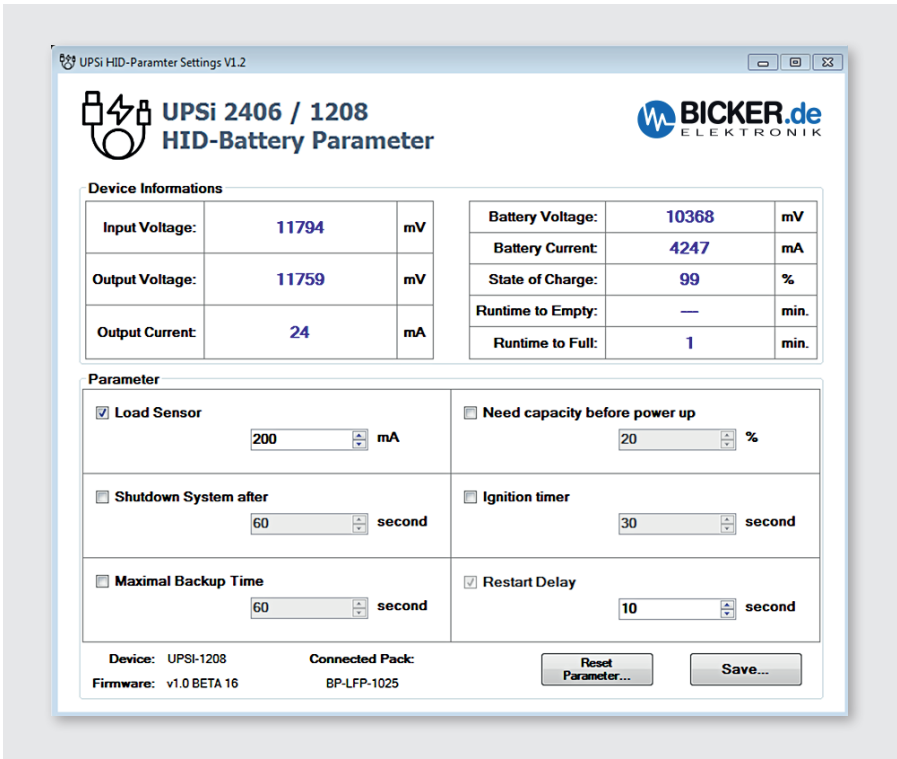 UPSi HID-Paramter Settings V1.2
UPSi 2406 / 1208
HID-Battery Parameter
BICKER.de
ELEKTRONIK
Device Informations
Input Voltage: 11794 mV
Output Voltage: 11759 mV
Output Current: 24 mA
Battery Voltage: 10368 mV
Battery Current: 4247 mA
State of Charge: 99 %
Runtime to Empty: --- min.
Runtime to Full: 1 min.
Parameter
Load Sensor
200 mA
Need capacity before power up
20 %
Shutdown System after
60 second
Ignition timer
30 second
Maximal Backup Time
60 second
Restart Delay
10 second
Device: UPSI-1208
Firmware: v1.0 BETA 16
Connected Pack:
BP-LFP-1025
Reset
Parameter...
Save...